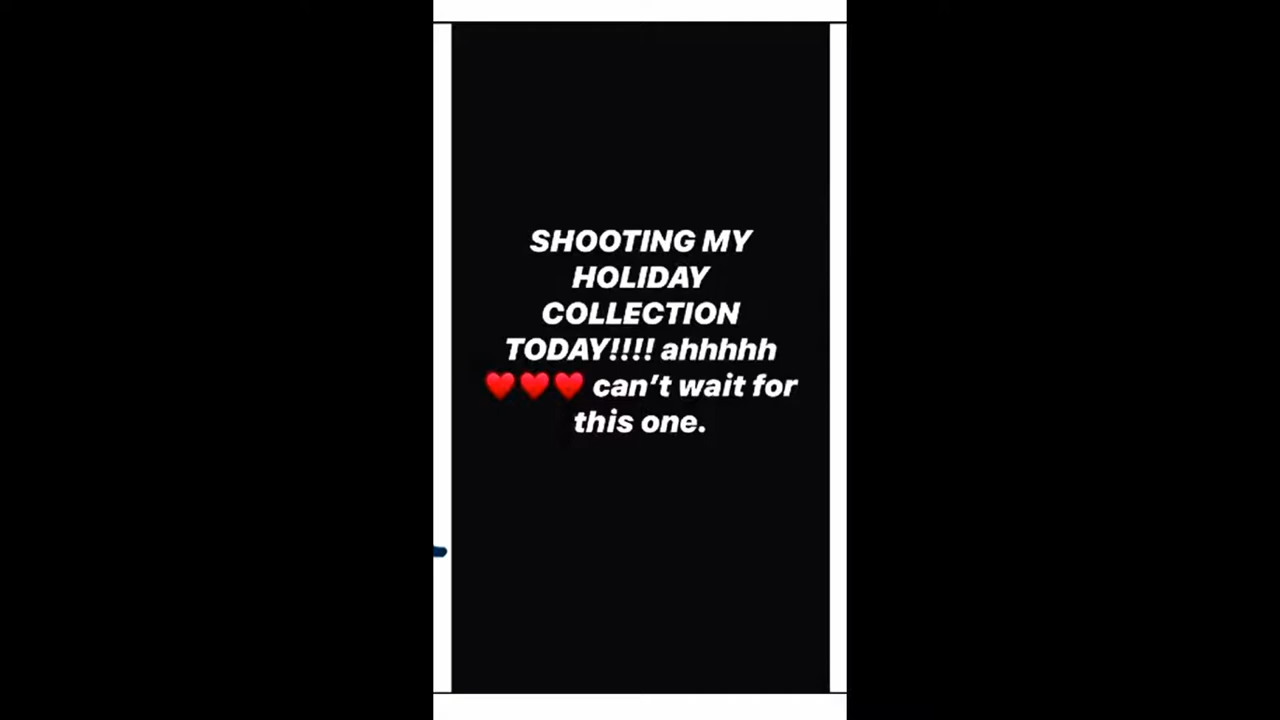 SHOOTING MY
HOLIDAY
COLLECTION
TODAY!!!! ahhhhh
❤️❤️❤️ can’t wait for
this one.